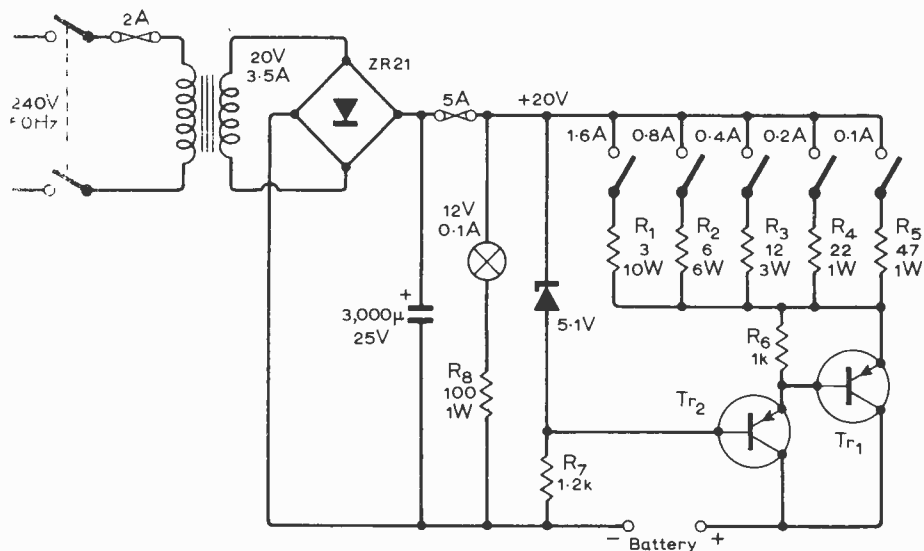 2A
240V
50Hz
20V
3·5A
ZR21
5A
+20V
1·6A
0·8A
0·4A
0·2A
0·1A
R1
3
10W
R2
6
6W
R3
12
3W
R4
22
1W
R5
47
1W
12V
0·1A
+
3,000µ
25V
5·1V
R8
100
1W
R6
1k
Tr2
Tr1
R7
1·2k
- Battery +